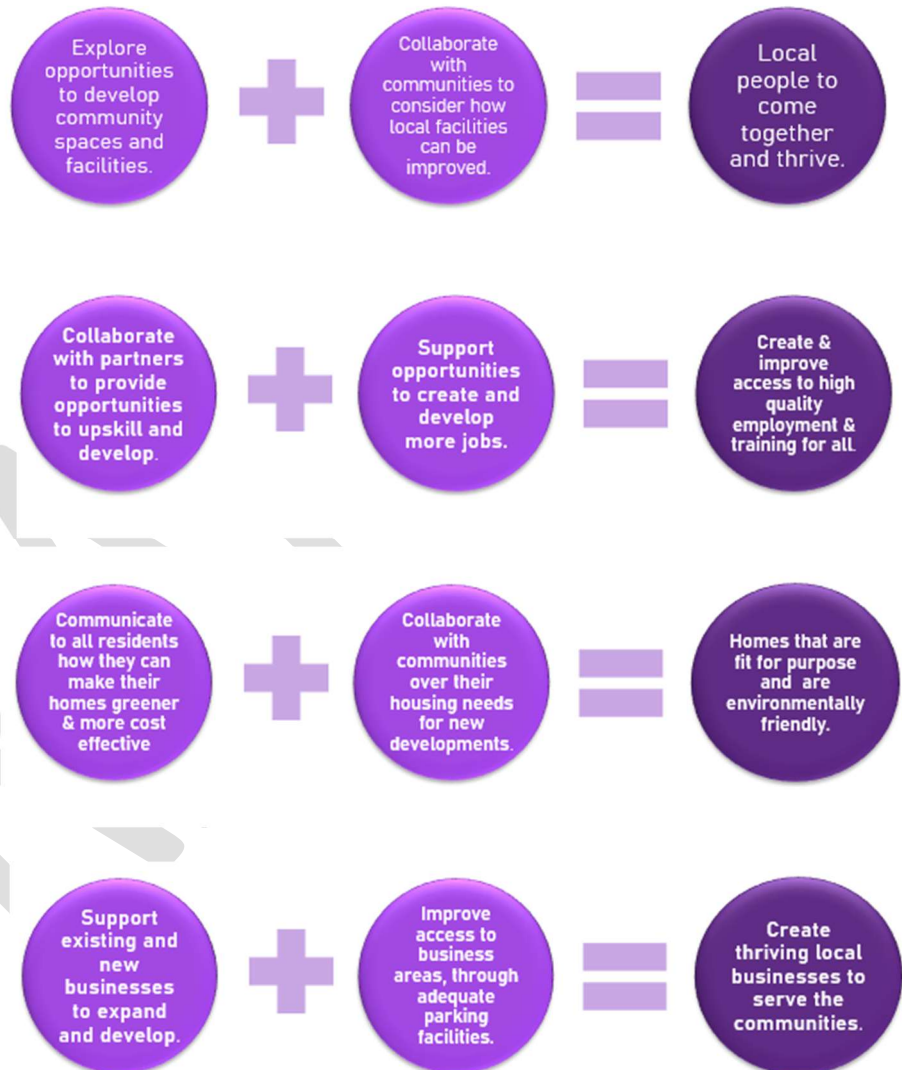 Explore
opportunities
to develop
community
spaces and
facilities.
Collaborate
with
communities to
consider how
local facilities
can be
improved.
Local
people to
come
together
and thrive.
Collaborate
with partners
to provide
opportunities
to upskill and
develop.
Support
opportunities
to create and
develop
more jobs.
Create &
improve
access to high
quality
employment &
training for all.
Communicate
to all residents
how they can
make their
homes greener
& more cost
effective
Collaborate
with
communities
over their
housing needs
for new
developments.
Homes that are
fit for purpose
and are
environmentally
friendly.
Support
existing and
new
businesses
to expand
and develop.
Improve
access to
business
areas, through
adequate
parking
facilities.
Create
thriving local
businesses to
serve the
communities.